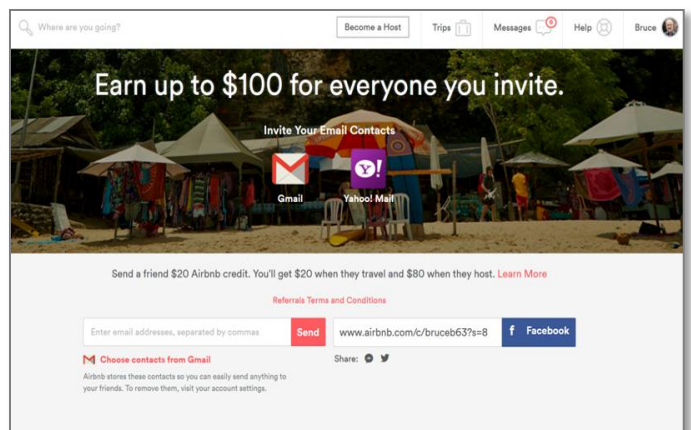 Where are you going?
Become a Host
Trips
Messages
0
Help
Bruce
Earn up to $100 for everyone you invite.
Invite Your Email Contacts
Y!
Gmail
Yahoo! Mail
Send a friend $20 Airbnb credit. You'll get $20 when they travel and $80 when they host. Learn More
Referrals Terms and Conditions
Enter email addresses, separated by commas
Send
www.airbnb.com/c/bruceb63?s=8
f Facebook
Choose contacts from Gmail
Share:
Airbnb stores these contacts so you can easily send anything to
your friends. To remove them, visit your account settings.